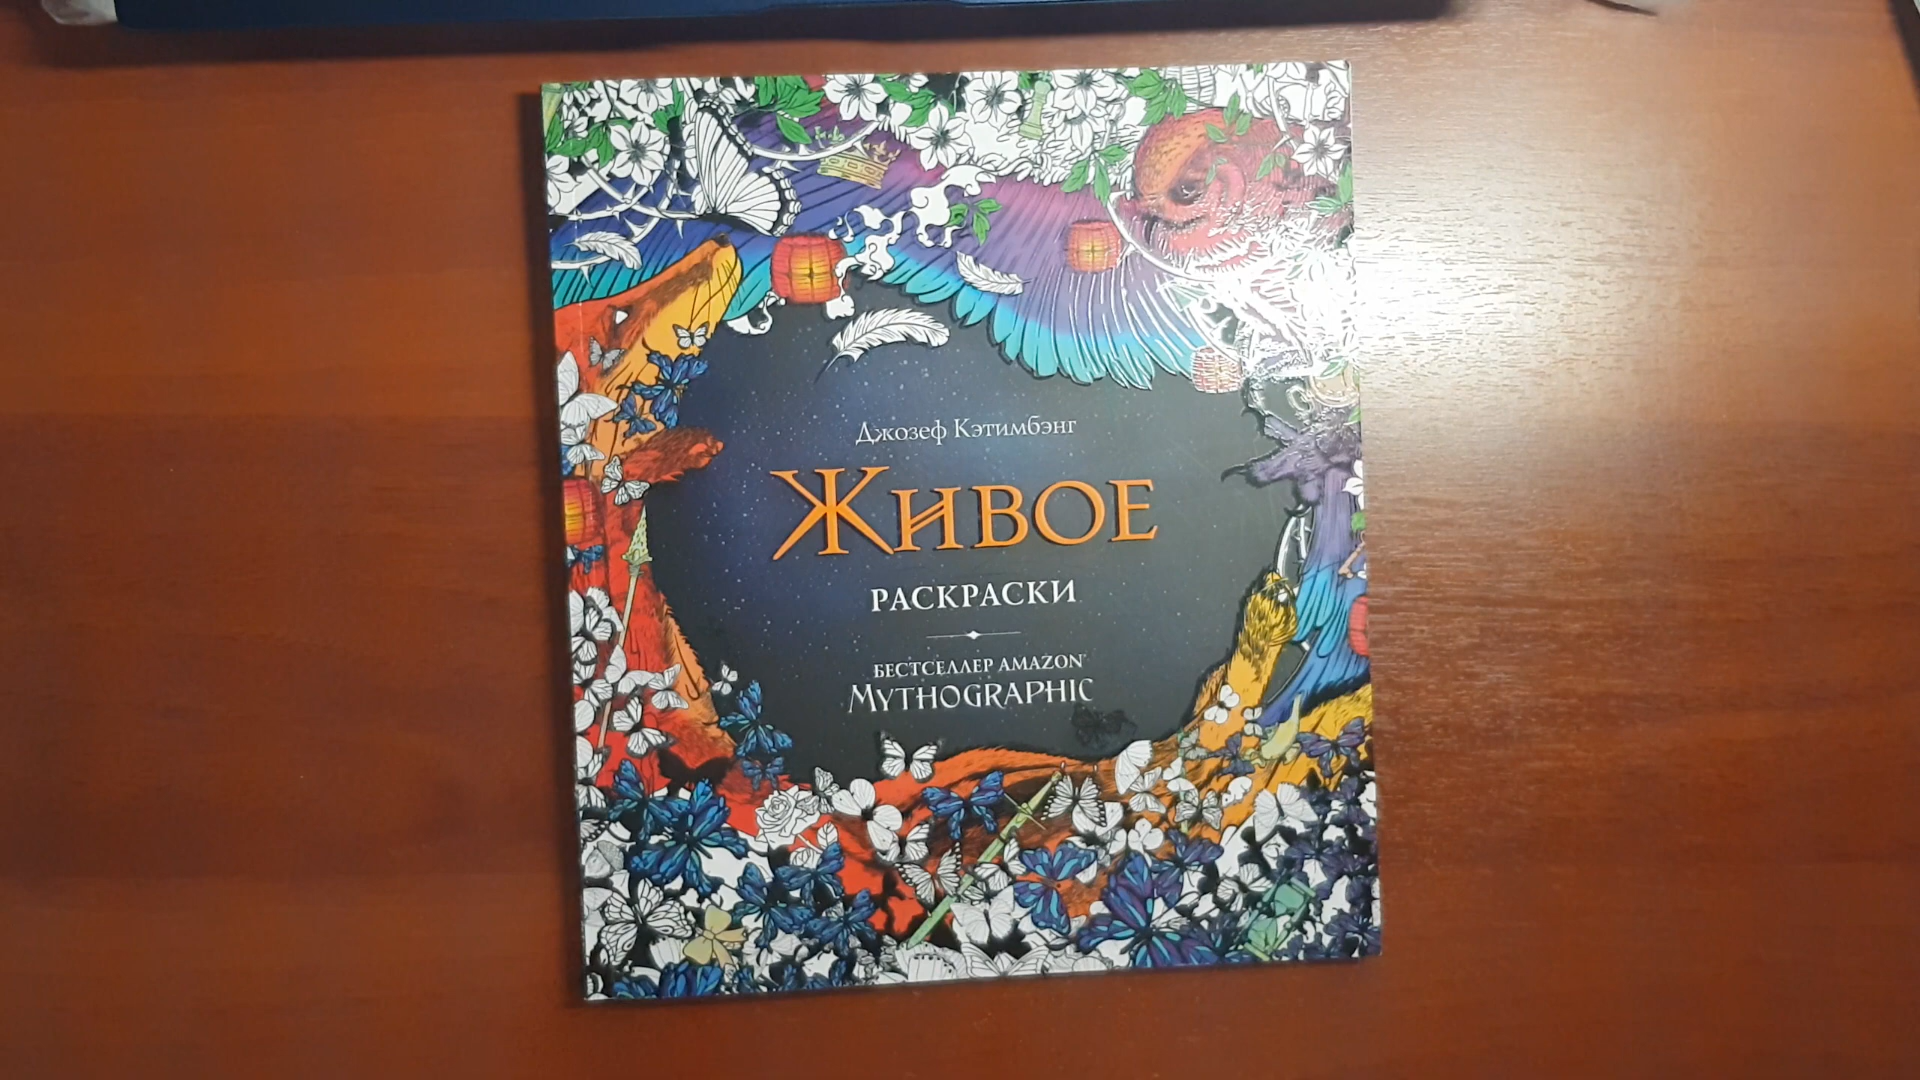 Джозеф Кэтимбэнг
Живое
РАСКРАСКИ
БЕСТСЕЛЛЕР AMAZON
MYTHOGRAPHIC